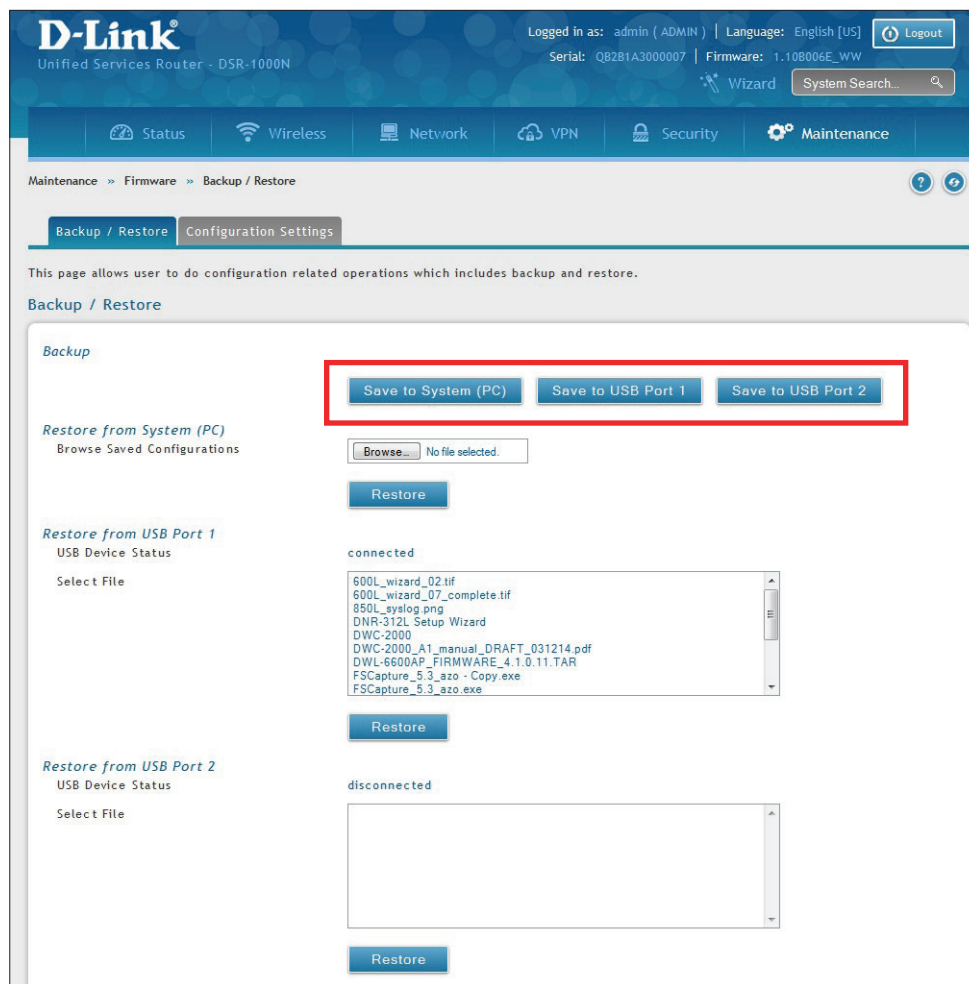 D-Link®
Unified Services Router - DSR-1000N
Logged in as: admin ( ADMIN ) | Language: English [US]
Logout
Serial: QB2B1A3000007 | Firmware: 1.10B006E_WW
Wizard
System Search...
Status
Wireless
Network
VPN
Security
Maintenance
Maintenance » Firmware » Backup / Restore
?
Backup / Restore
Configuration Settings
This page allows user to do configuration related operations which includes backup and restore.
Backup / Restore
Backup
Save to System (PC)
Save to USB Port 1
Save to USB Port 2
Restore from System (PC)
Browse Saved Configurations
Browse... No file selected.
Restore
Restore from USB Port 1
USB Device Status
connected
Select File
600L_wizard_02.tif
600L_wizard_07_complete.tif
850L_syslog.png
DNR-312L Setup Wizard
DWC-2000
DWC-2000_A1_manual_DRAFT_031214.pdf
DWL-6600AP_FIRMWARE_4.1.0.11.TAR
FSCapture_5.3_azo - Copy.exe
FSCapture_5.3_azo.exe
Restore
Restore from USB Port 2
USB Device Status
disconnected
Select File
Restore